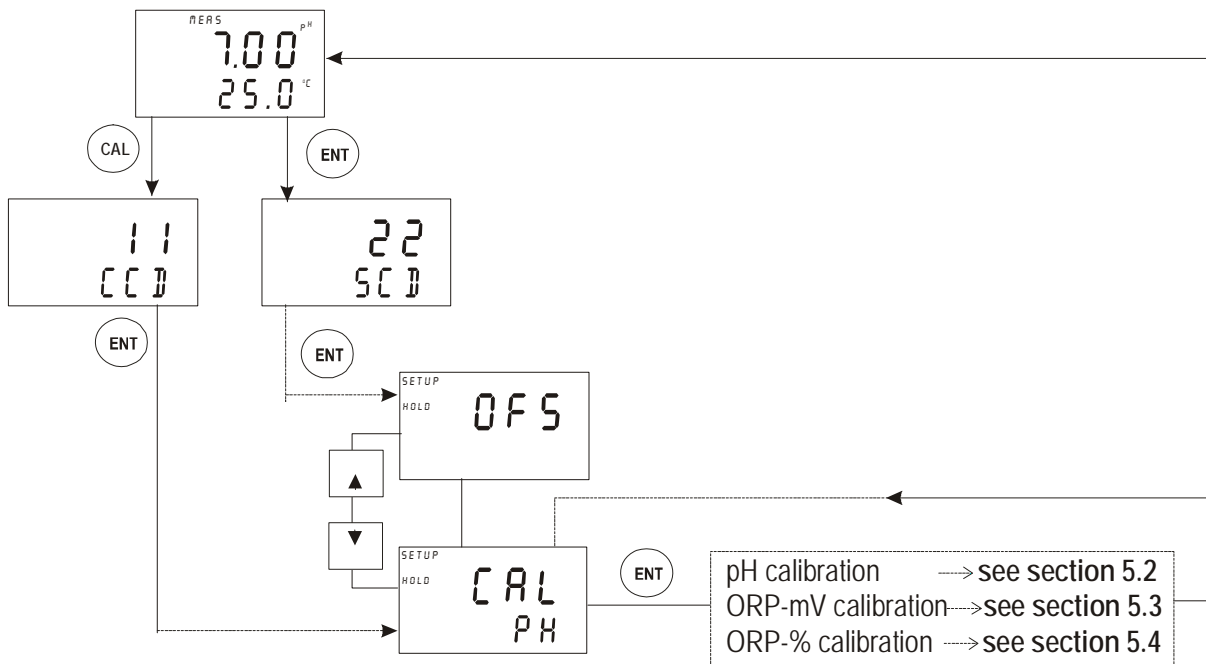 MEAS
7.00 pH
25.0 °C
CAL
ENT
11
CCD
22
SCD
ENT
ENT
SETUP
HOLD
OFS
SETUP
HOLD
CAL
PH
ENT
pH calibration see section 5.2
ORP-mV calibration see section 5.3
ORP-% calibration see section 5.4